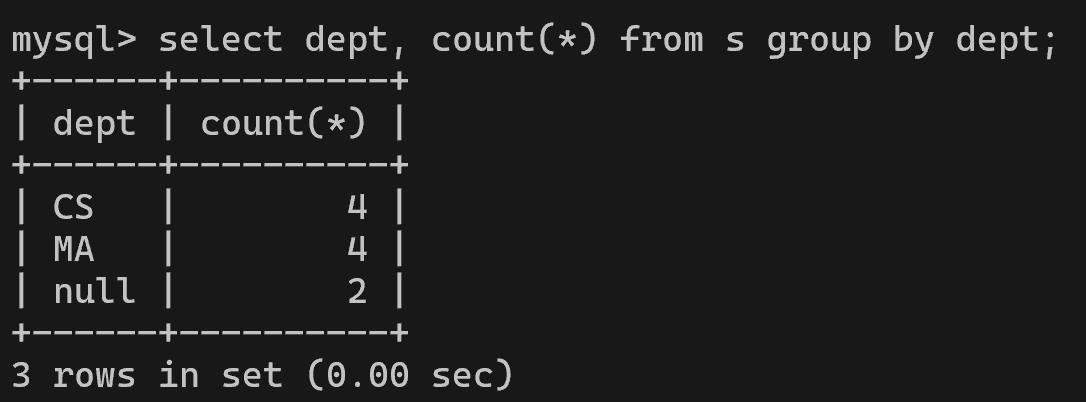 mysql> select dept, count(*) from s group by dept;
+------+----------+
| dept | count(*) |
+------+----------+
| CS   |        4 |
| MA   |        4 |
| null |        2 |
+------+----------+
3 rows in set (0.00 sec)